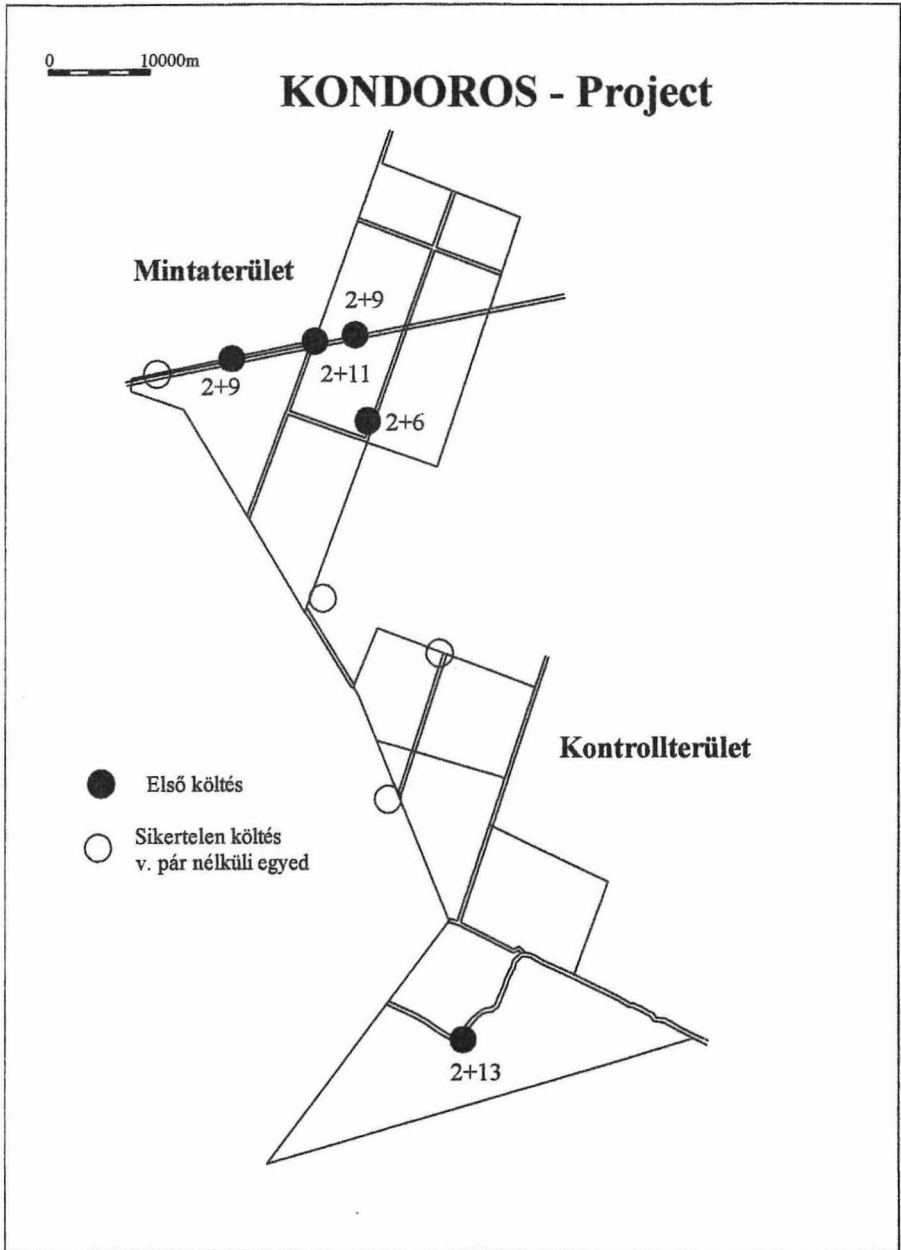 0 10000m
KONDOROS - Project
Mintaterület
2+9
2+9
2+11
2+6
Kontrollterület
Első költés
Sikertelen költés
v. pár nélküli egyed
2+13